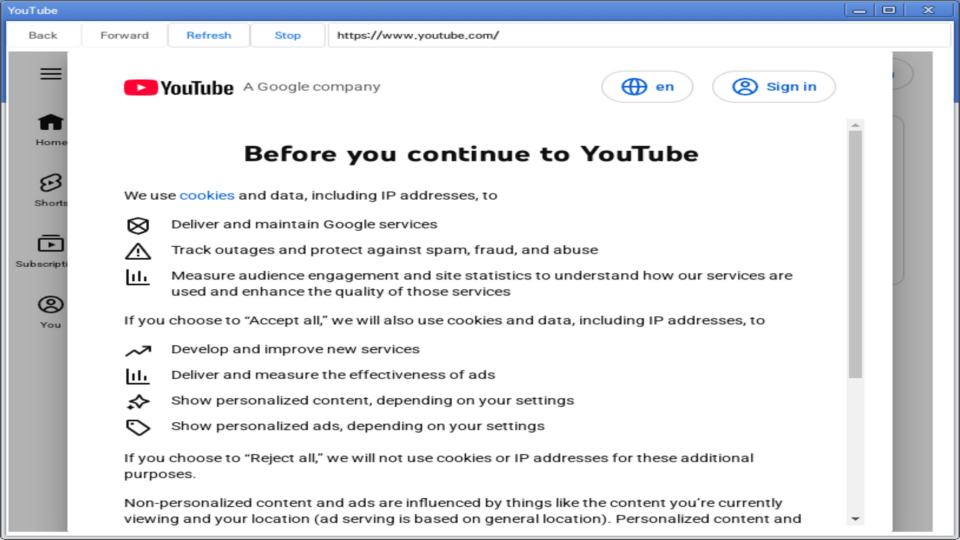 YouTube
Back Forward Refresh Stop https://www.youtube.com/
YouTube A Google company en Sign in
Home
Shorts
Subscripti
You
Before you continue to YouTube
We use cookies and data, including IP addresses, to
Deliver and maintain Google services
Track outages and protect against spam, fraud, and abuse
Measure audience engagement and site statistics to understand how our services are
used and enhance the quality of those services
If you choose to “Accept all,” we will also use cookies and data, including IP addresses, to
Develop and improve new services
Deliver and measure the effectiveness of ads
Show personalized content, depending on your settings
Show personalized ads, depending on your settings
If you choose to “Reject all,” we will not use cookies or IP addresses for these additional
purposes.
Non-personalized content and ads are influenced by things like the content you’re currently
viewing and your location (ad serving is based on general location). Personalized content and